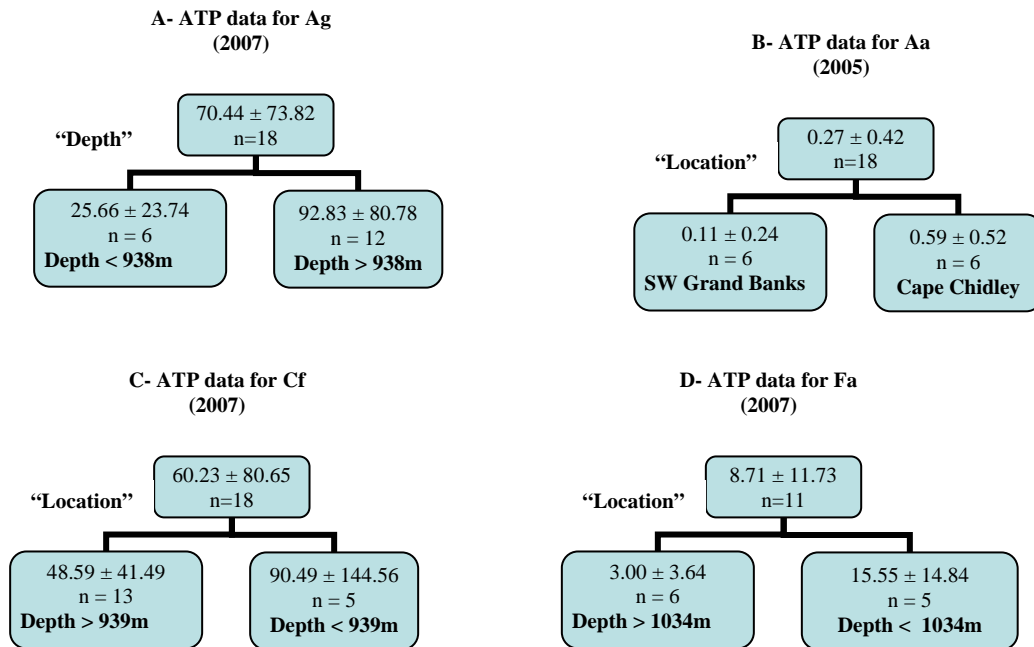 A- ATP data for Ag
(2007)
70.44 ± 73.82
n=18
“Depth”
25.66 ± 23.74
n = 6
Depth < 938m
92.83 ± 80.78
n = 12
Depth > 938m
B- ATP data for Aa
(2005)
0.27 ± 0.42
n=18
“Location”
0.11 ± 0.24
n = 6
SW Grand Banks
0.59 ± 0.52
n = 6
Cape Chidley
C- ATP data for Cf
(2007)
60.23 ± 80.65
n=18
“Location”
48.59 ± 41.49
n = 13
Depth > 939m
90.49 ± 144.56
n = 5
Depth < 939m
D- ATP data for Fa
(2007)
8.71 ± 11.73
n=11
“Location”
3.00 ± 3.64
n = 6
Depth > 1034m
15.55 ± 14.84
n = 5
Depth < 1034m